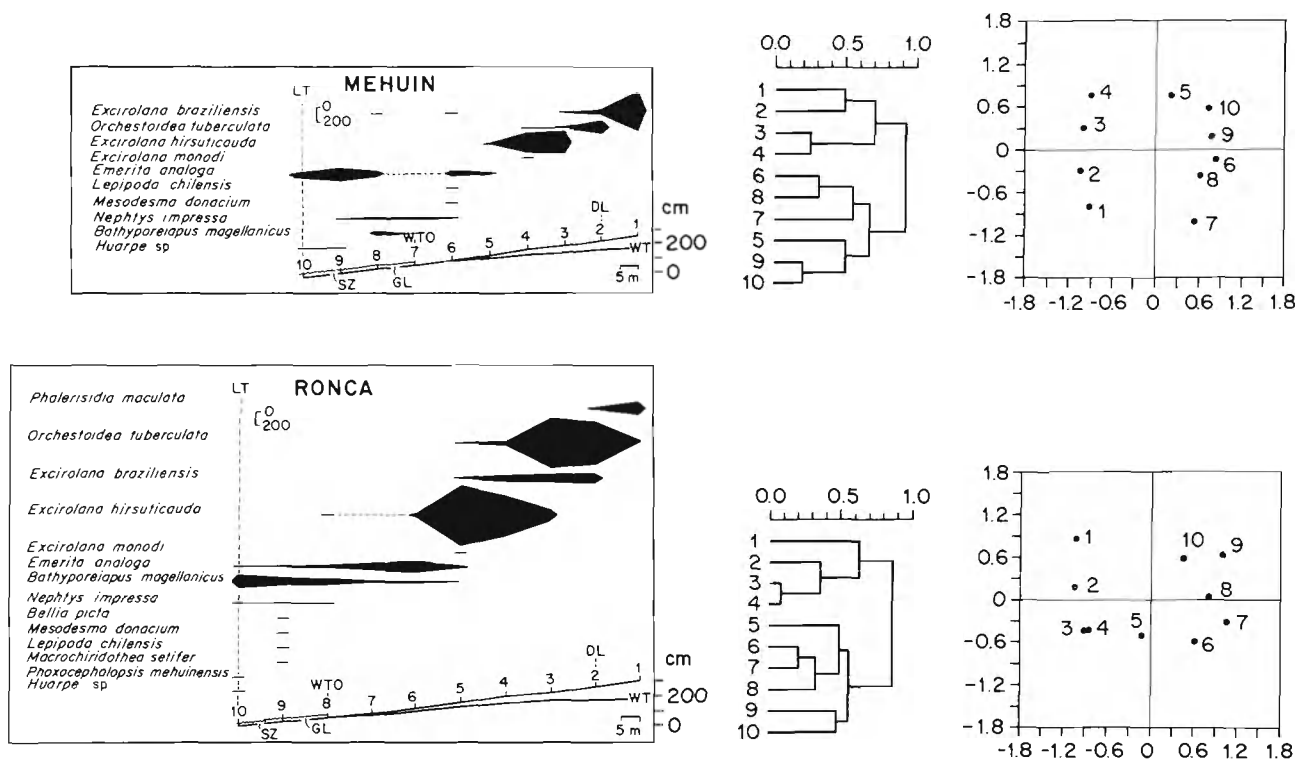 MEHUIN
LT
0
200
Excirolana braziliensis
Orchestoidea tuberculata
Excirolana hirsuticauda
Excirolana monodi
Emerita analoga
Lepipoda chilensis
Mesodesma donacium
Nephtys impressa
Bathyporeiapus magellanicus
Huarpe sp
WTO
DL
cm
200
0
WT
10 9 8 7 6 5 4 3 2 1
SZ GL
5 m
0.0 0.5 1.0
1
2
3
4
6
8
7
5
9
10
1.8
1.2
0.6
0
-0.6
-1.2
-1.8
4 5 10
3 9
2 6
8
1 7
-1.8 -1.2 -0.6 0 0.6 1.2 1.8
RONCA
LT
0
200
Phalerisidia maculata
Orchestoidea tuberculata
Excirolana braziliensis
Excirolana hirsuticauda
Excirolana monodi
Emerita analoga
Bathyporeiapus magellanicus
Nephtys impressa
Bellia picta
Mesodesma donacium
Lepipoda chilensis
Macrochiridothea setifer
Phoxocephalopsis mehuinensis
Huarpe sp
WTO
DL
cm
200
0
WT
10 9 8 7 6 5 4 3 2 1
SZ GL
5 m
0.0 0.5 1.0
1
2
3
4
5
6
7
8
9
10
1.8
1.2
0.6
0
-0.6
-1.2
-1.8
1 10 9
2 8
3 4 5 6 7
-1.8 -1.2 -0.6 0 0.6 1.2 1.8